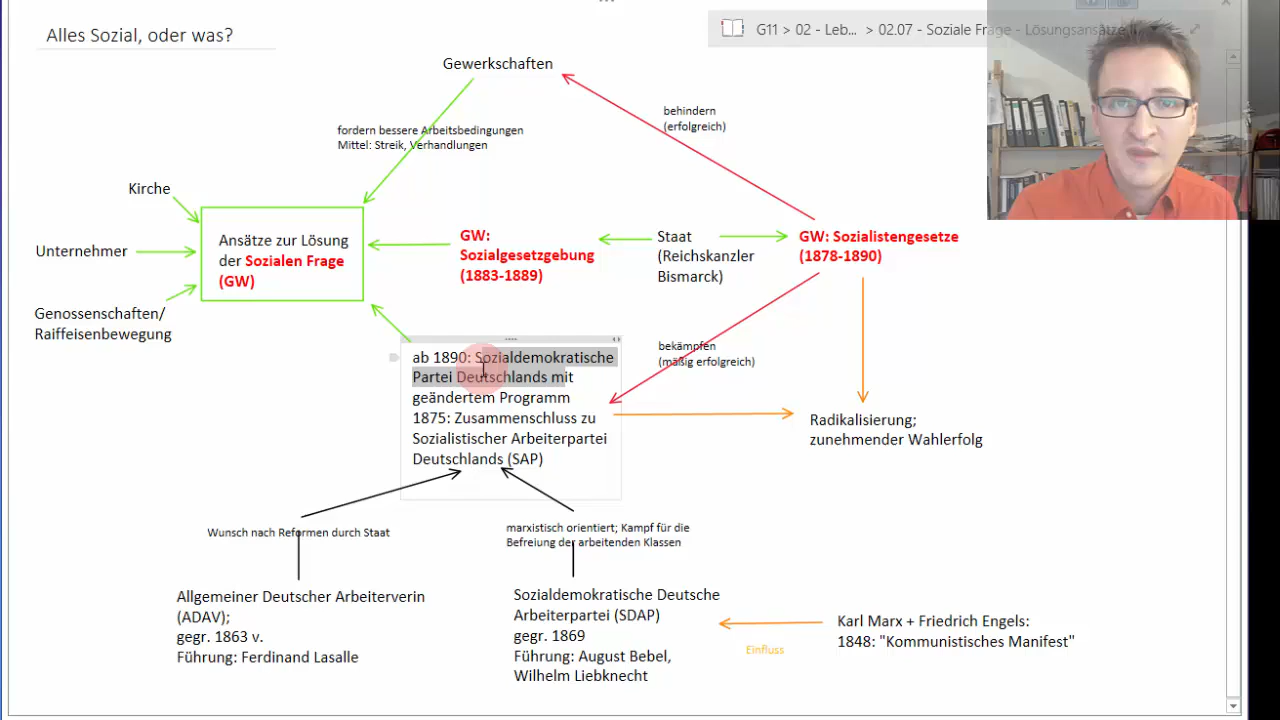 Alles Sozial, oder was?
G11 > 02 - Leb... > 02.07 - Soziale Frage - Lösungsansätze
Gewerkschaften
behindern
(erfolgreich)
fordern bessere Arbeitsbedingungen
Mittel: Streik, Verhandlungen
Kirche
Unternehmer
Genossenschaften/
Raiffeisenbewegung
Ansätze zur Lösung
der Sozialen Frage
(GW)
GW:
Sozialgesetzgebung
(1883-1889)
Staat
(Reichskanzler
Bismarck)
GW: Sozialistengesetze
(1878-1890)
bekämpfen
(mäßig erfolgreich)
ab 1890: Sozialdemokratische
Partei Deutschlands mit
geändertem Programm
1875: Zusammenschluss zu
Sozialistischer Arbeiterpartei
Deutschlands (SAP)
Radikalisierung;
zunehmender Wahlerfolg
Wunsch nach Reformen durch Staat
marxistisch orientiert; Kampf für die
Befreiung der arbeitenden Klassen
Allgemeiner Deutscher Arbeiterverin
(ADAV);
gegr. 1863 v.
Führung: Ferdinand Lasalle
Sozialdemokratische Deutsche
Arbeiterpartei (SDAP)
gegr. 1869
Führung: August Bebel,
Wilhelm Liebknecht
Einfluss
Karl Marx + Friedrich Engels:
1848: "Kommunistisches Manifest"